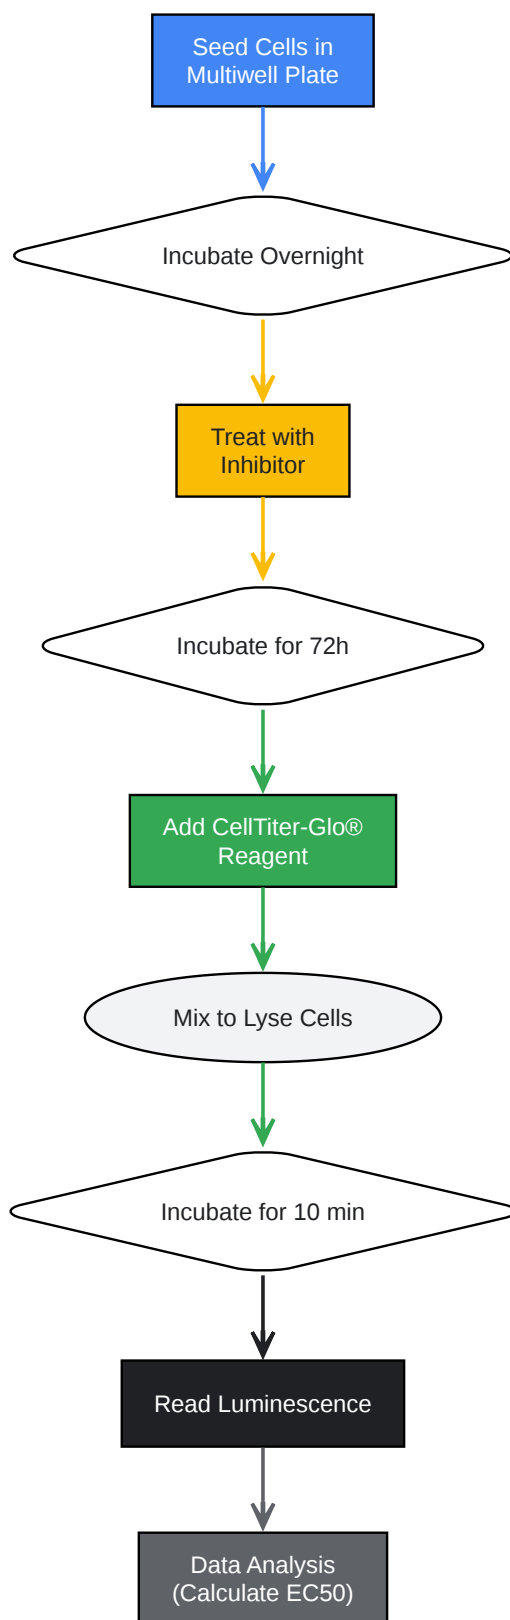 Seed Cells in
Multiwell Plate
Incubate Overnight
Treat with
Inhibitor
Incubate for 72h
Add CellTiter-Glo®
Reagent
Mix to Lyse Cells
Incubate for 10 min
Read Luminescence
Data Analysis
(Calculate EC50)